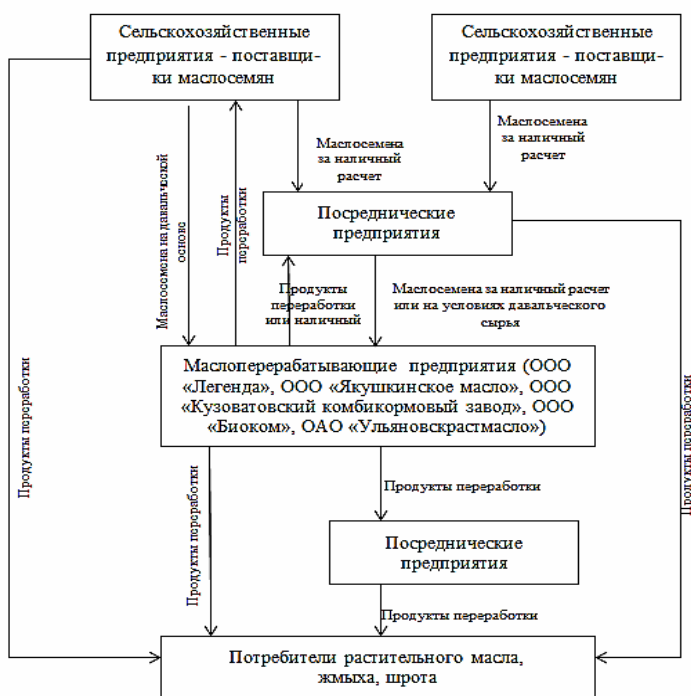 Сельскохозяйственные
предприятия - поставщи-
ки маслосемян
Сельскохозяйственные
предприятия - поставщи-
ки маслосемян
Маслосемена
за наличный
расчет
Маслосемена
за наличный
расчет
Маслосемена на давальческой
основе
Продукты
переработки
Посреднические
предприятия
Продукты
переработки
или наличный
Маслосемена за наличный расчет
или на условиях давальческого
сырья
Маслоперерабатывающие предприятия (ООО
«Легенда», ООО «Якушкинское масло», ООО
«Кузоватовский комбикормовый завод», ООО
«Биоком», ОАО «Ульяновскрастмасло»)
Продукты переработки
Продукты переработки
Продукты переработки
Продукты переработки
Посреднические
предприятия
Продукты переработки
Потребители растительного масла,
жмыха, шрота